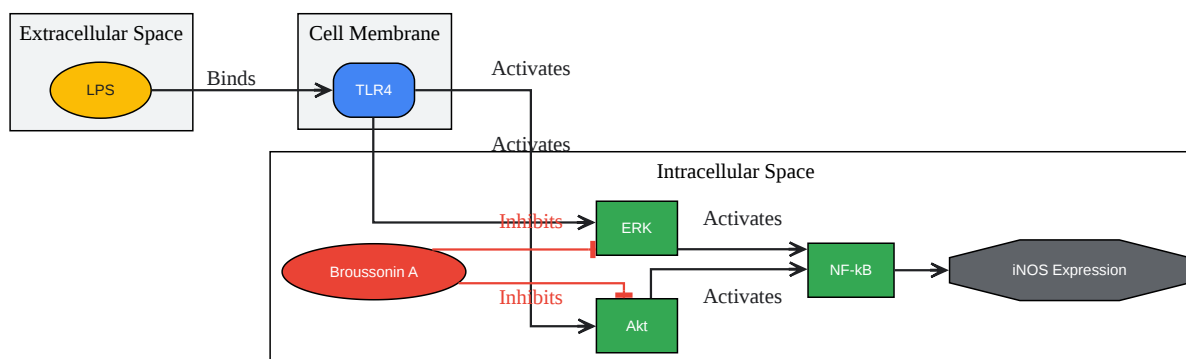 Extracellular Space
Cell Membrane
LPS
Binds
TLR4
Activates
Activates
Intracellular Space
Inhibits
ERK
Activates
Broussonin A
NF-kB
iNOS Expression
Inhibits
Akt
Activates